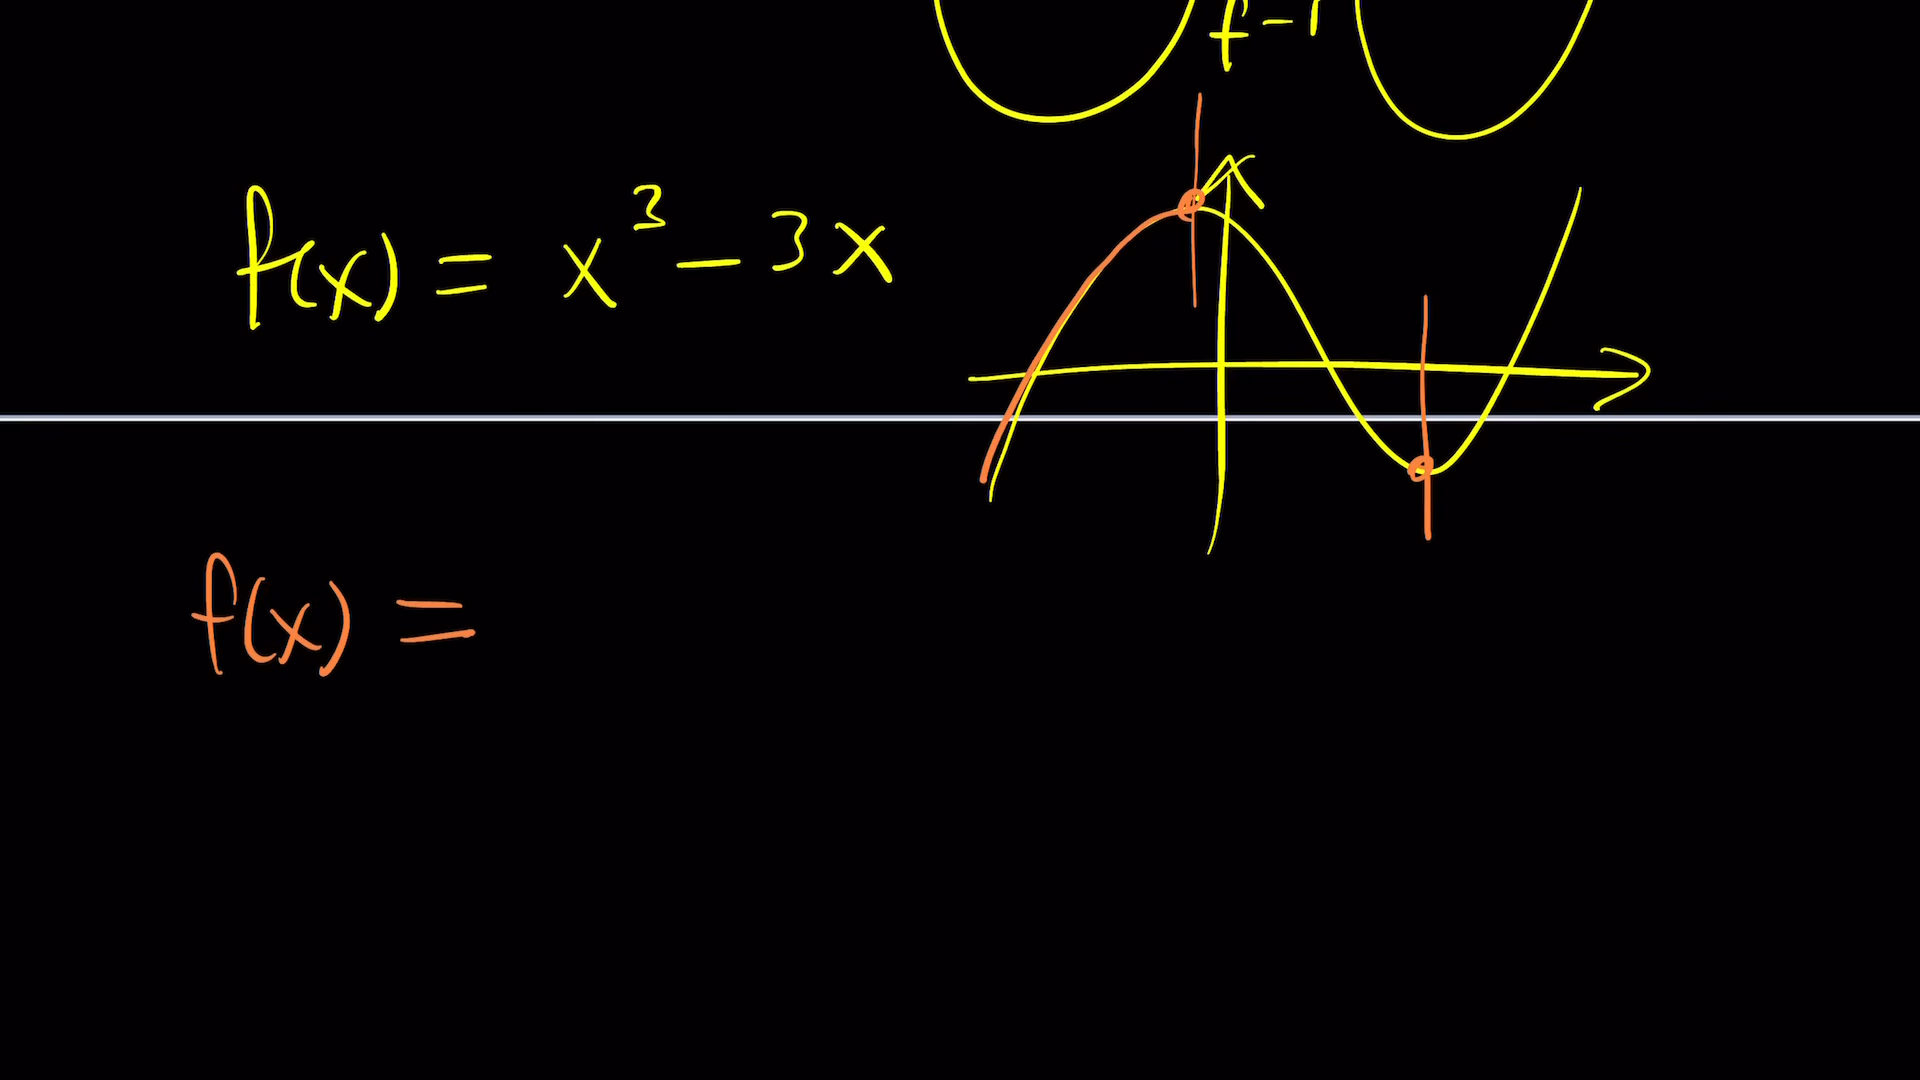 f-1
f(x) = x³ - 3x
f(x) =